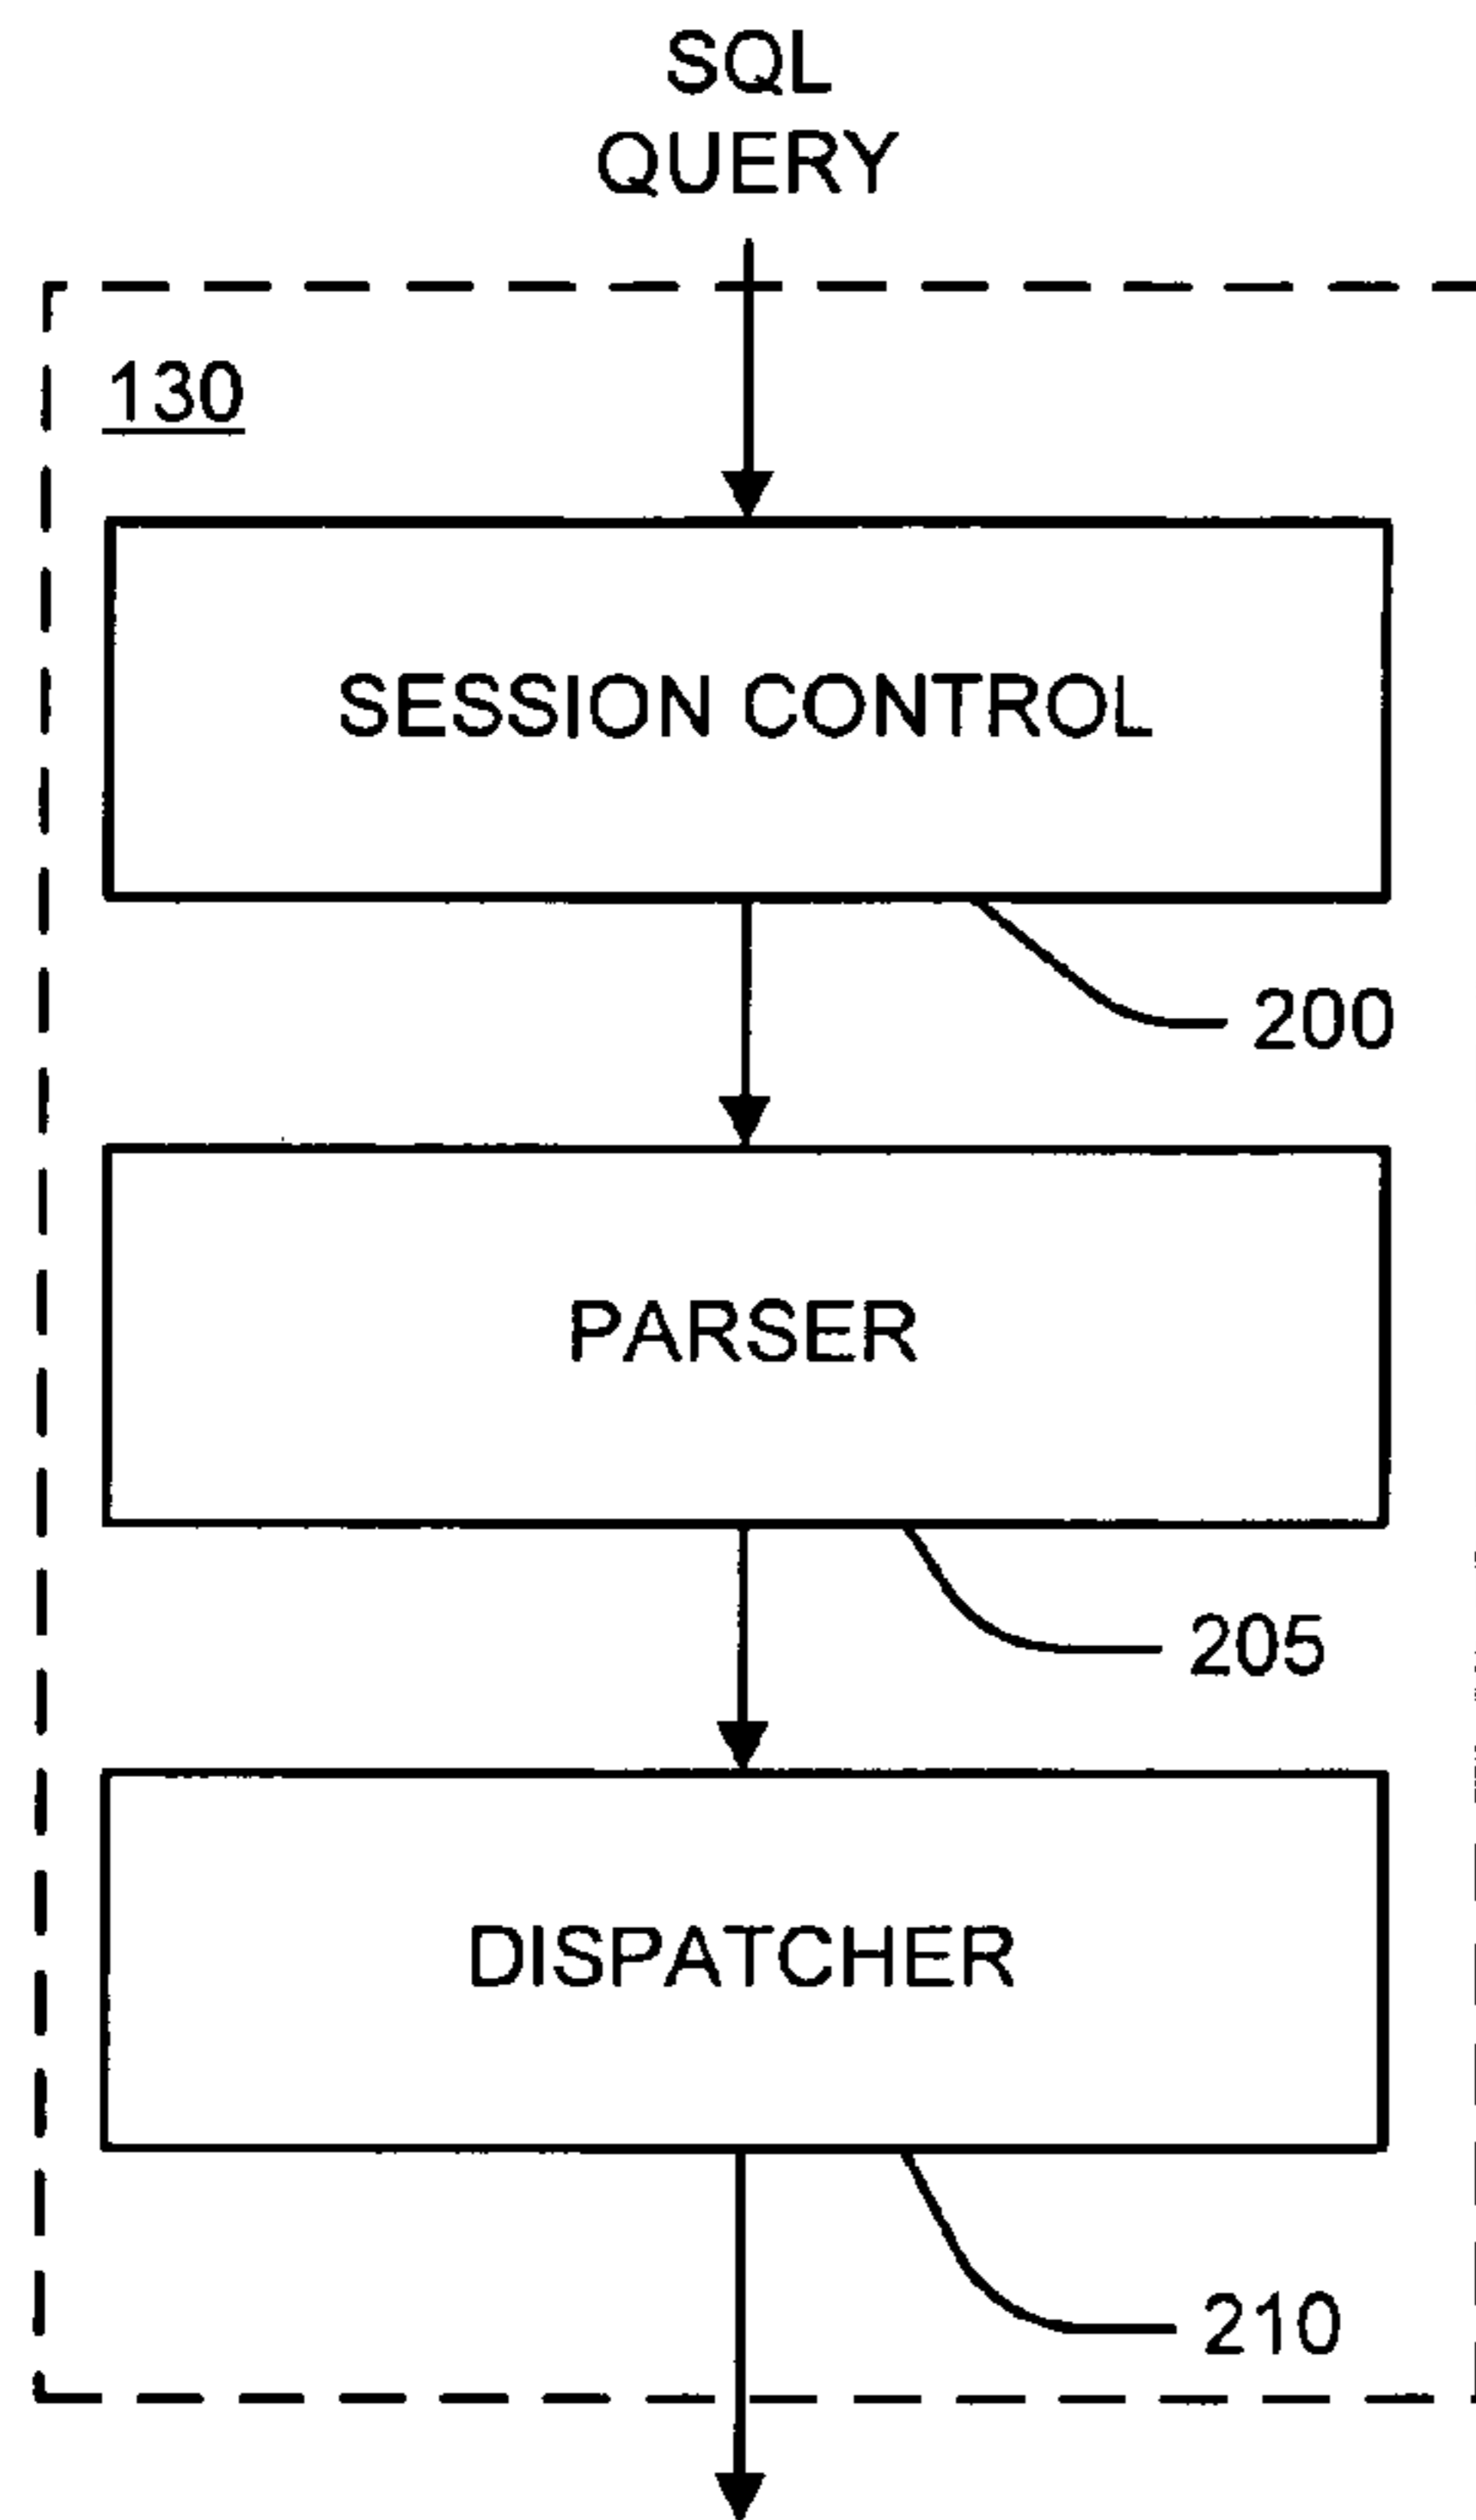 SQL
QUERY
130
SESSION CONTROL
200
PARSER
205
DISPATCHER
210